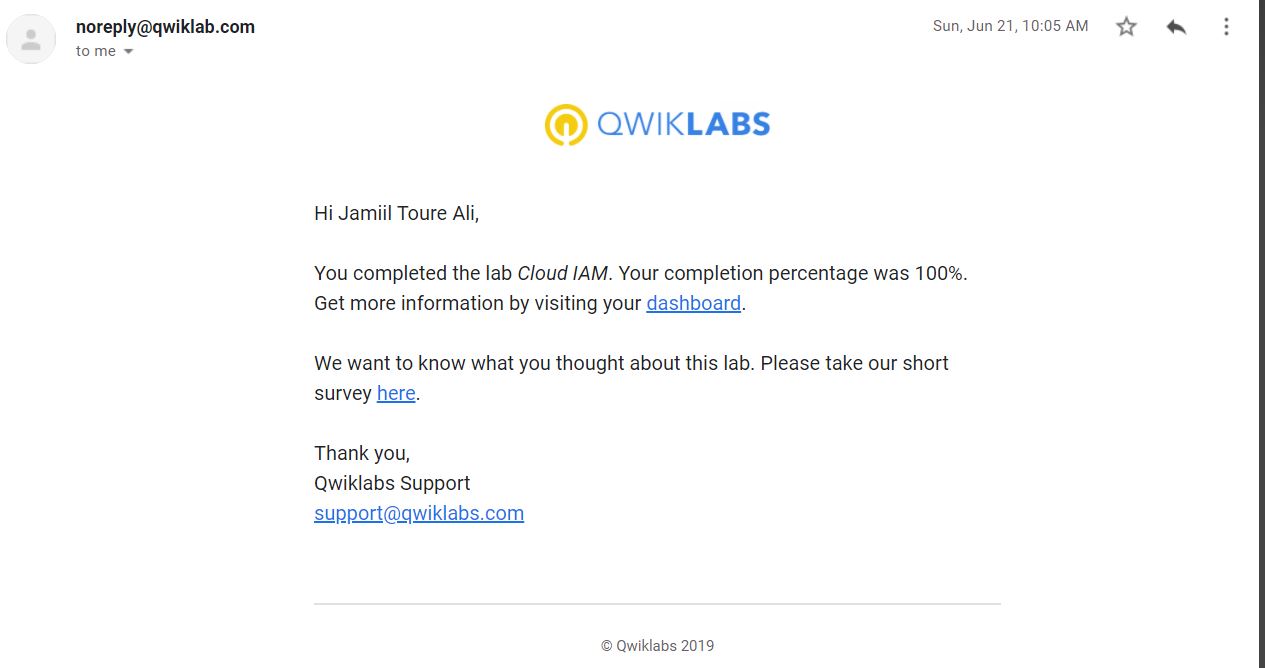 noreply@qwiklab.com
Sun, Jun 21, 10:05 AM
to me
QWIKLABS
Hi Jamiil Toure Ali,
You completed the lab Cloud IAM. Your completion percentage was 100%.
Get more information by visiting your dashboard.
We want to know what you thought about this lab. Please take our short
survey here.
Thank you,
Qwiklabs Support
support@qwiklabs.com
© Qwiklabs 2019